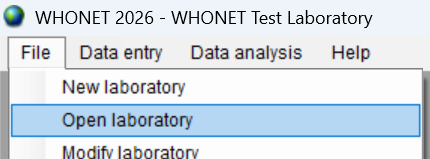 WHONET 2026 - WHONET Test Laboratory
File Data entry Data analysis Help
New laboratory
Open laboratory
Modify laboratory